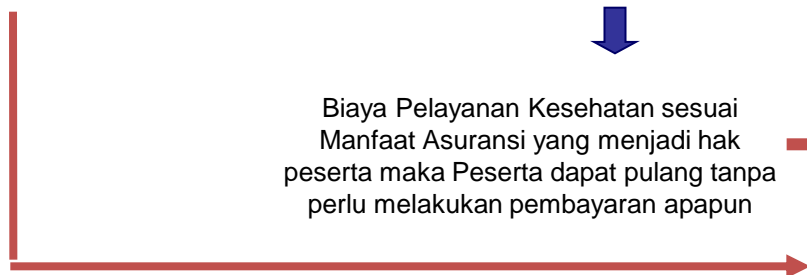 Biaya Pelayanan Kesehatan sesuai
Manfaat Asuransi yang menjadi hak
peserta maka Peserta dapat pulang tanpa
perlu melakukan pembayaran apapun